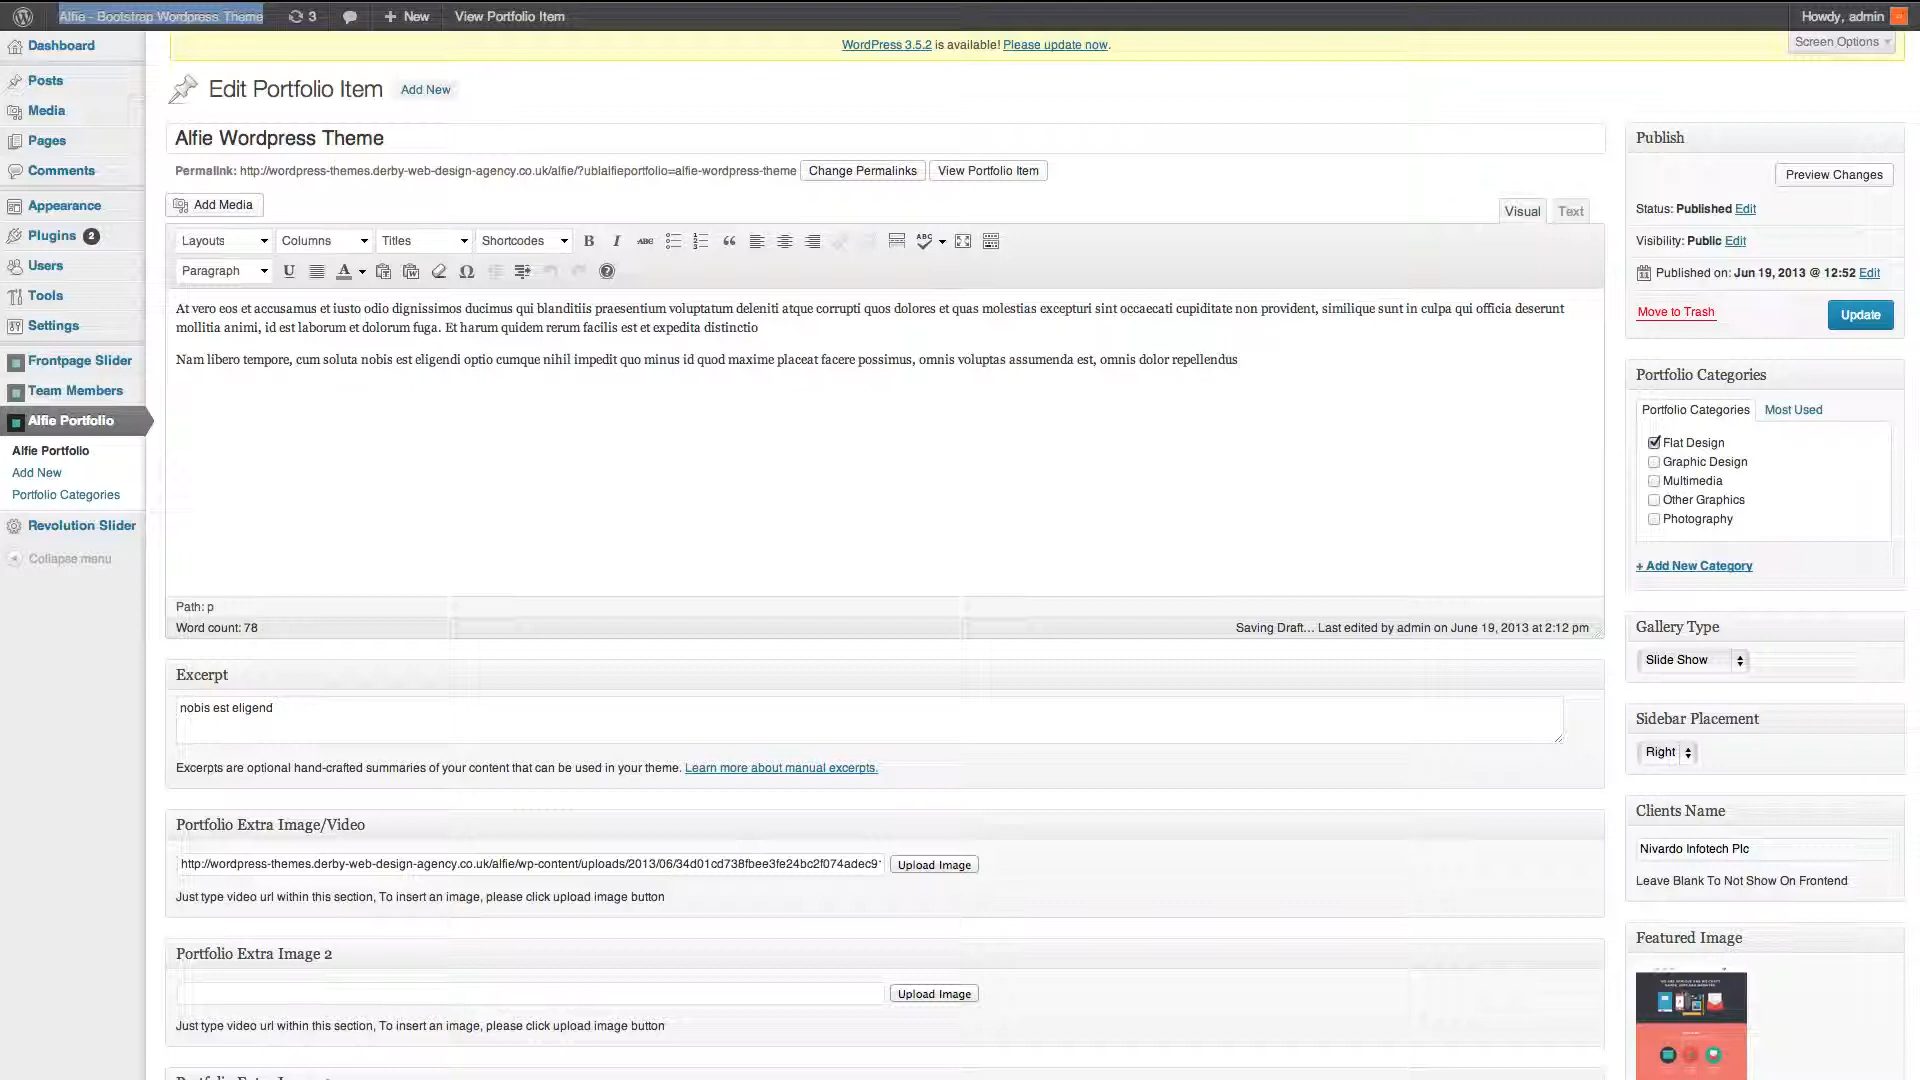 Alfie - Bootstrap Wordpress Theme 3 + New View Portfolio Item Howdy, admin
WordPress 3.5.2 is available! Please update now.
Screen Options
Dashboard
Posts
Media
Pages
Comments
Appearance
Plugins 2
Users
Tools
Settings
Frontpage Slider
Team Members
Alfie Portfolio
Alfie Portfolio
Add New
Portfolio Categories
Revolution Slider
Collapse menu
Edit Portfolio Item Add New
Alfie Wordpress Theme
Permalink: http://wordpress-themes.derby-web-design-agency.co.uk/alfie/?ublalfieportfolio=alfie-wordpress-theme Change Permalinks View Portfolio Item
Add Media
Visual Text
Layouts Columns Titles Shortcodes B I ABC ABC
Paragraph U A Ω ?
At vero eos et accusamus et iusto odio dignissimos ducimus qui blanditiis praesentium voluptatum deleniti atque corrupti quos dolores et quas molestias excepturi sint occaecati cupiditate non provident, similique sunt in culpa qui officia deserunt
mollitia animi, id est laborum et dolorum fuga. Et harum quidem rerum facilis est et expedita distinctio
Nam libero tempore, cum soluta nobis est eligendi optio cumque nihil impedit quo minus id quod maxime placeat facere possimus, omnis voluptas assumenda est, omnis dolor repellendus
Path: p
Word count: 78 Saving Draft... Last edited by admin on June 19, 2013 at 2:12 pm
Excerpt
nobis est eligend
Excerpts are optional hand-crafted summaries of your content that can be used in your theme. Learn more about manual excerpts.
Portfolio Extra Image/Video
http://wordpress-themes.derby-web-design-agency.co.uk/alfie/wp-content/uploads/2013/06/34d01cd738fbee3fe24bc2f074adec9 Upload Image
Just type video url within this section, To insert an image, please click upload image button
Portfolio Extra Image 2
Upload Image
Just type video url within this section, To insert an image, please click upload image button
Publish
Preview Changes
Status: Published Edit
Visibility: Public Edit
Published on: Jun 19, 2013 @ 12:52 Edit
Move to Trash Update
Portfolio Categories
Portfolio Categories Most Used
Flat Design
Graphic Design
Multimedia
Other Graphics
Photography
+ Add New Category
Gallery Type
Slide Show
Sidebar Placement
Right
Clients Name
Nivardo Infotech Plc
Leave Blank To Not Show On Frontend
Featured Image